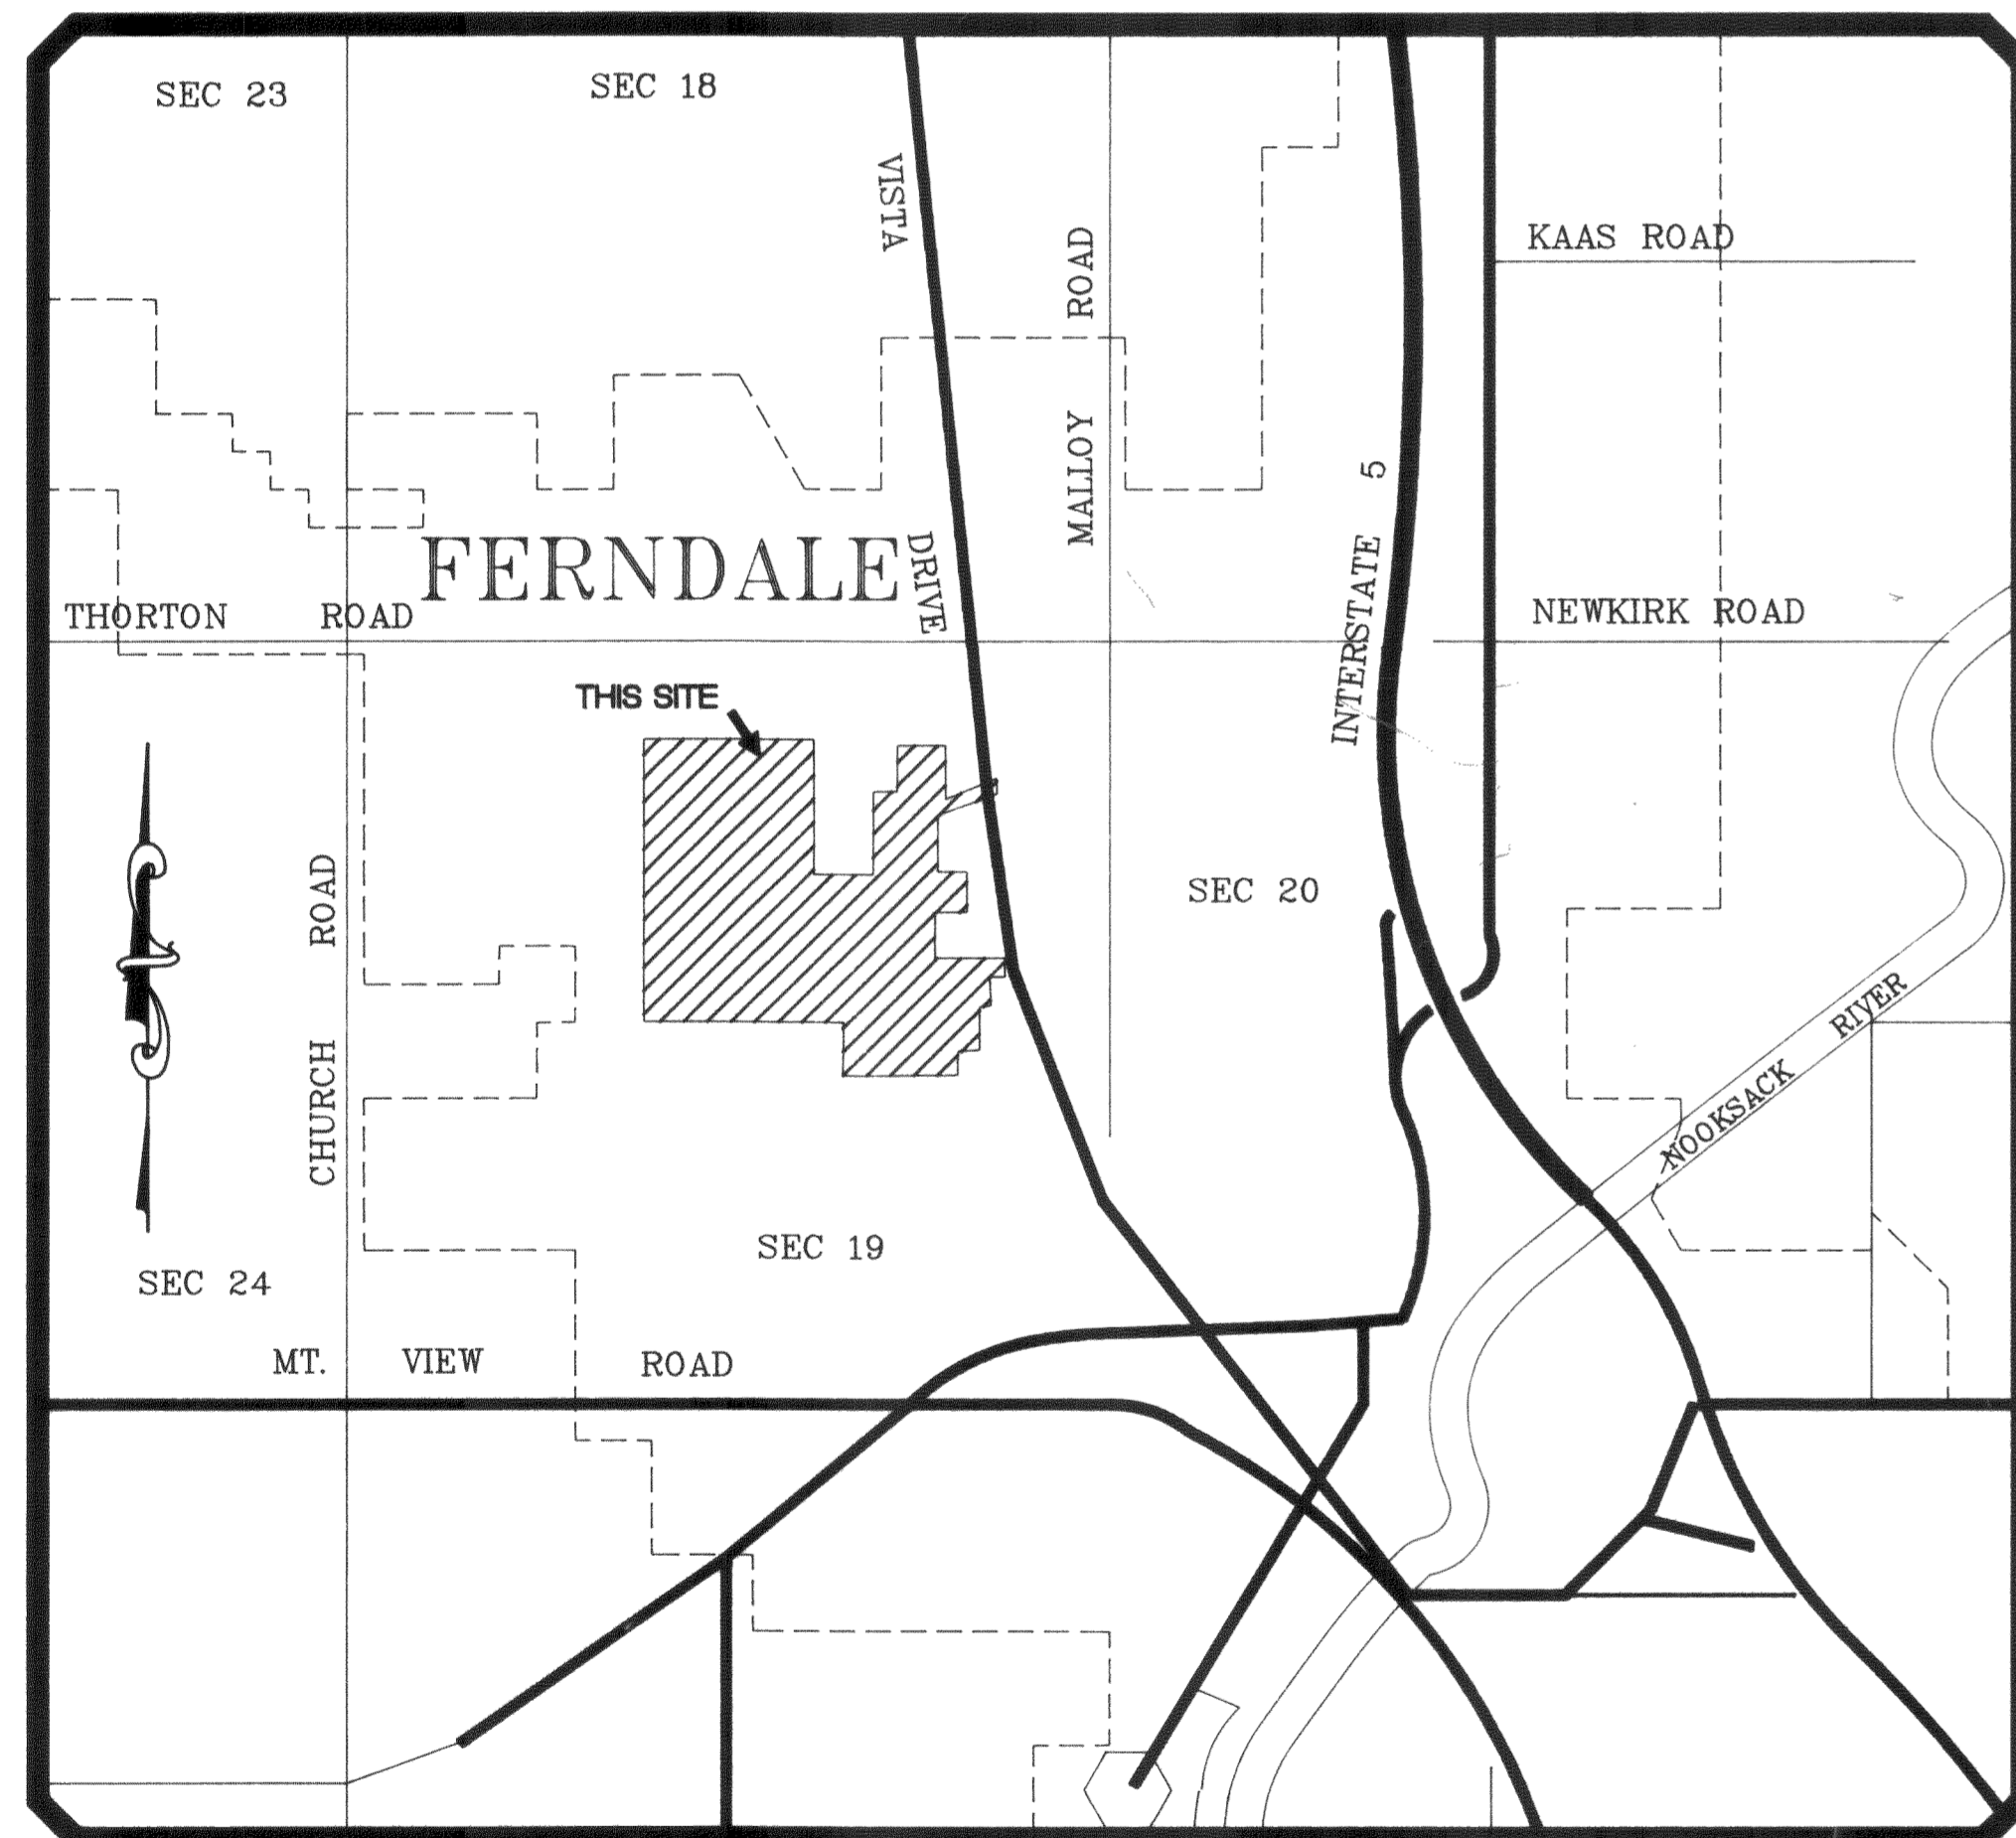 SEC 23
SEC 18
VISTA
DRIVE
MALLOY ROAD
KAAS ROAD
INTERSTATE 5
FERNDALE
THORTON ROAD
NEWKIRK ROAD
THIS SITE
CHURCH ROAD
SEC 20
NOOKSACK RIVER
SEC 19
SEC 24
MT. VIEW ROAD